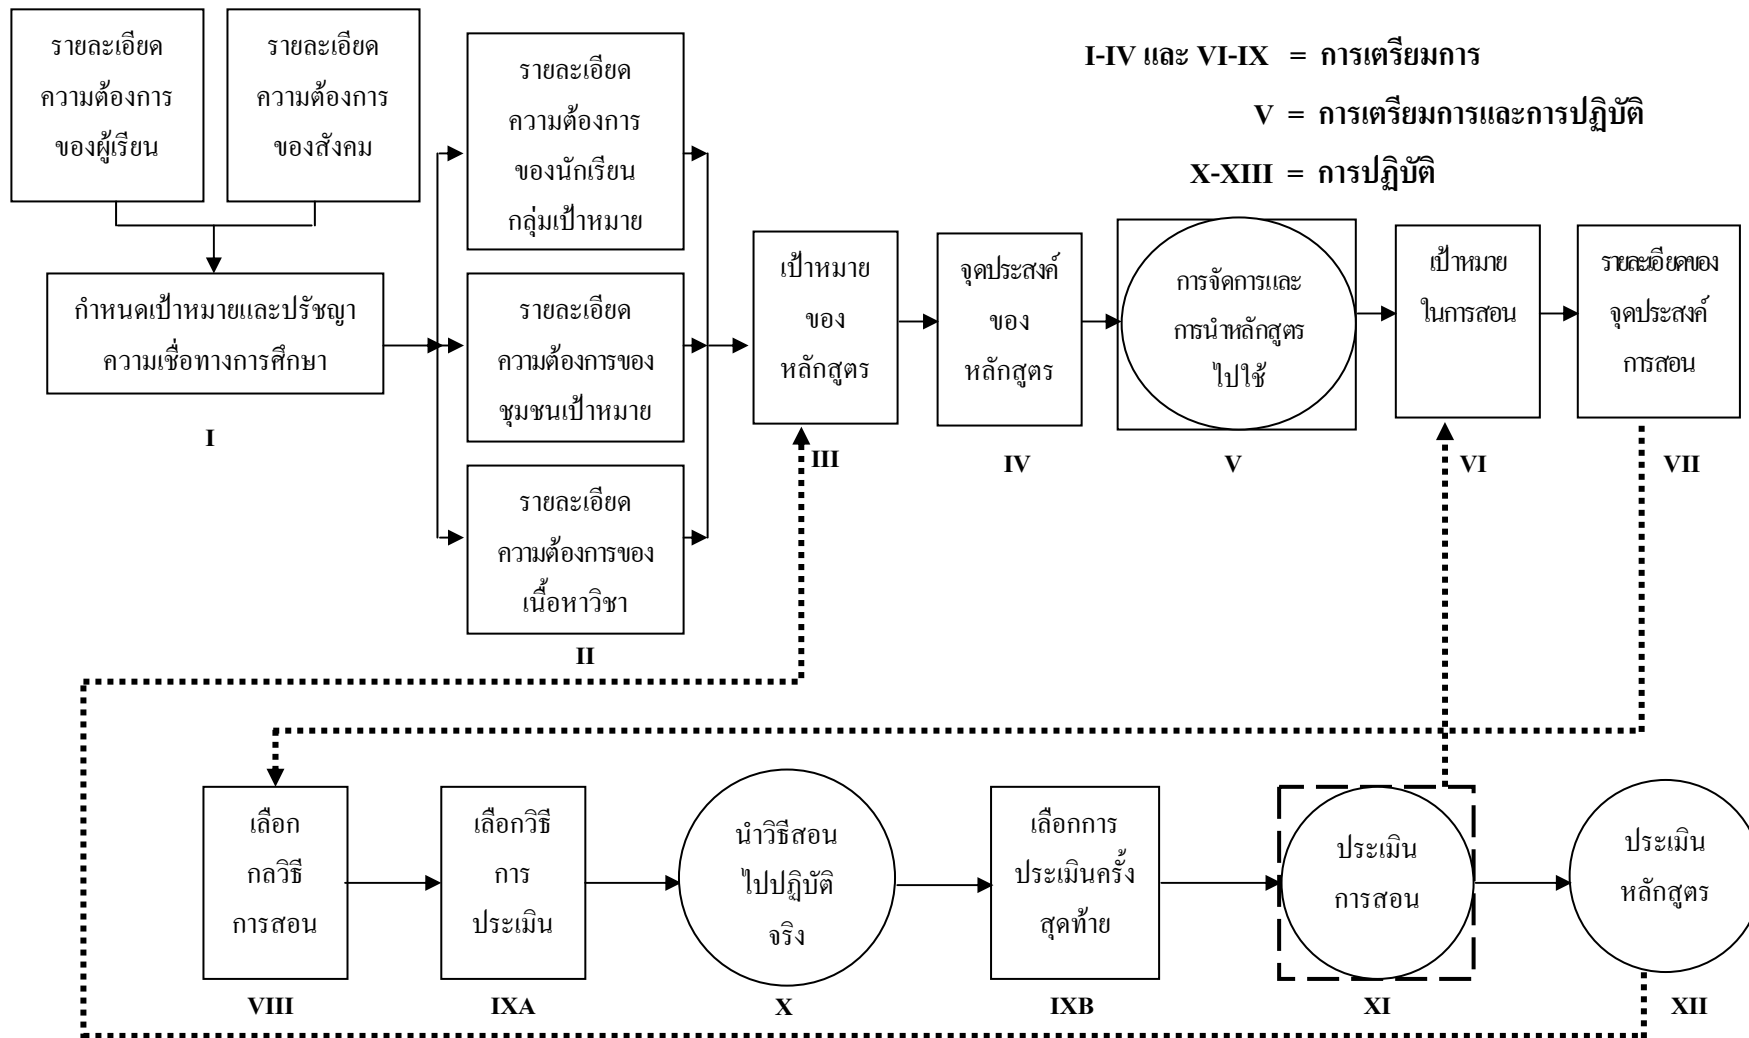 รายละเอียด
ความต้องการ
ของผู้เรียน
รายละเอียด
ความต้องการ
ของสังคม
กำหนดเป้าหมายและปรัชญา
ความเชื่อทางการศึกษา
I
รายละเอียด
ความต้องการ
ของนักเรียน
กลุ่มเป้าหมาย
รายละเอียด
ความต้องการของ
ชุมชนเป้าหมาย
รายละเอียด
ความต้องการของ
เนื้อหาวิชา
II
I-IV และ VI-IX = การเตรียมการ
V = การเตรียมการและการปฏิบัติ
X-XIII = การปฏิบัติ
เป้าหมาย
ของ
หลักสูตร
III
จุดประสงค์
ของ
หลักสูตร
IV
การจัดการและ
การนำหลักสูตร
ไปใช้
V
เป้าหมาย
ในการสอน
VI
รายละเอียดของ
จุดประสงค์
การสอน
VII
เลือก
กลวิธี
การสอน
VIII
เลือกวิธี
การ
ประเมิน
IXA
นำวิธีสอน
ไปปฏิบัติ
จริง
X
เลือกการ
ประเมินครั้ง
สุดท้าย
IXB
ประเมิน
การสอน
XI
ประเมิน
หลักสูตร
XII